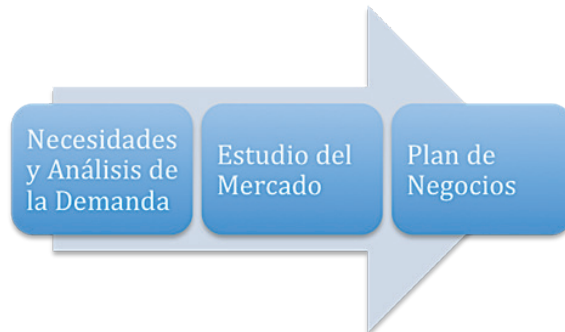 Necesidades
y Análisis de
la Demanda
Estudio del
Mercado
Plan de
Negocios